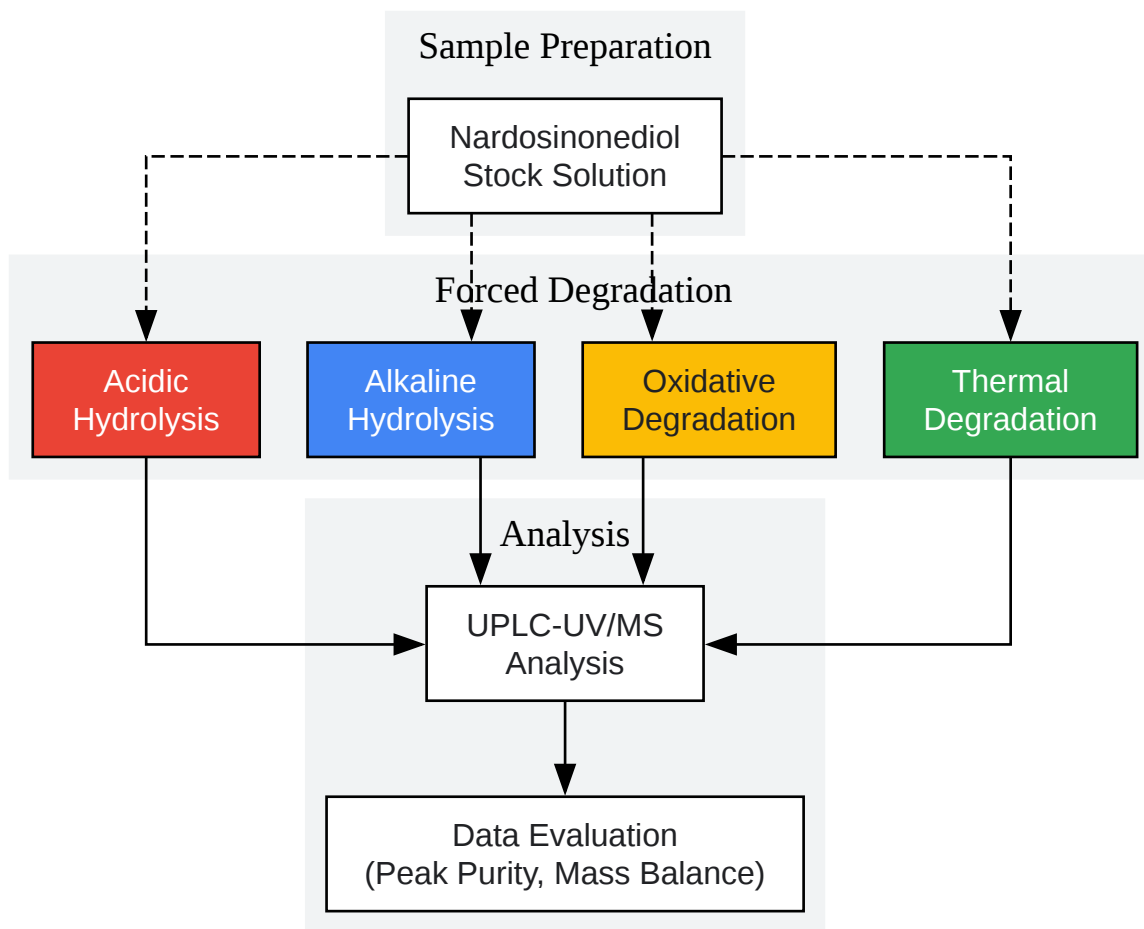 Sample Preparation
Nardosinonediol
Stock Solution
Forced Degradation
Acidic
Hydrolysis
Alkaline
Hydrolysis
Oxidative
Degradation
Thermal
Degradation
Analysis
UPLC-UV/MS
Analysis
Data Evaluation
(Peak Purity, Mass Balance)